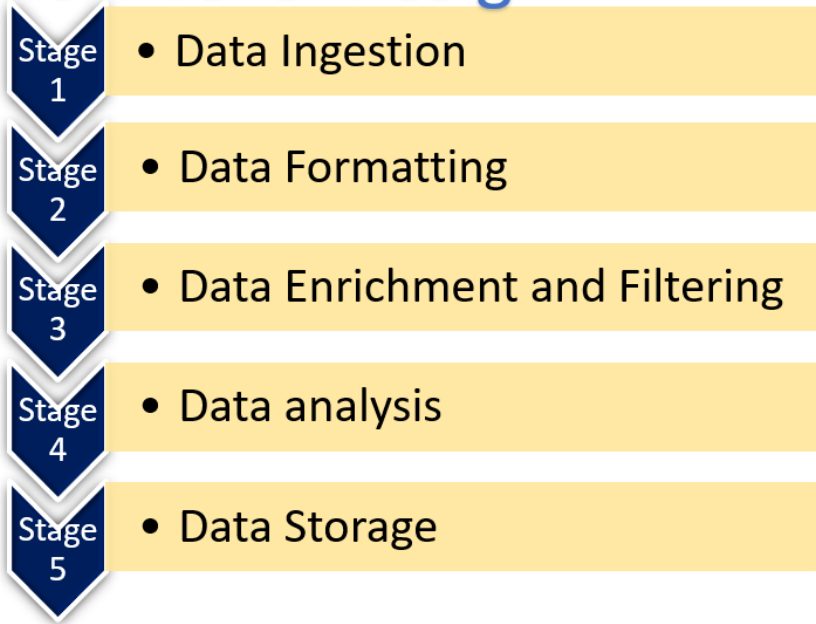 Stage 1
• Data Ingestion
Stage 2
• Data Formatting
Stage 3
• Data Enrichment and Filtering
Stage 4
• Data analysis
Stage 5
• Data Storage